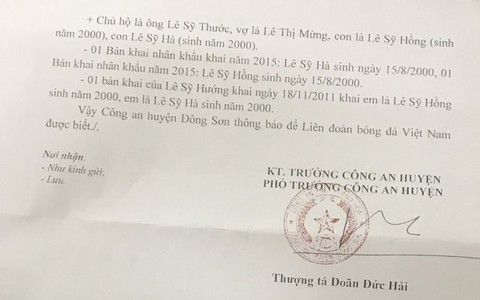 + Chủ hộ là ông Lê Sỹ Thước, vợ là Lê Thị Mừng, con là Lê Sỹ Hồng (sinh
năm 2000), con Lê Sỹ Hà (sinh năm 2000).
- 01 Bản khai nhân khẩu khai năm 2015: Lê Sỹ Hà sinh ngày 15/8/2000, 01
Bản khai nhân khẩu năm 2015: Lê Sỹ Hồng sinh ngày 15/8/2000.
-01 bản khai của Lê Sỹ Hướng khai ngày 18/11/2011 khai em là Lê Sỹ Hồng
sinh năm 2000, em là Lê Sỹ Hà sinh năm 2000.
Vậy Công an huyện Đông Sơn thông báo để Liên đoàn bóng đá Việt Nam
được biết./.
Nơi nhận:
- Như kính gửi;
- Lưu.
KT. TRƯỞNG CÔNG AN HUYỆN
PHÓ TRƯỞNG CÔNG AN HUYỆN
Thượng tá Doãn Đức Hải